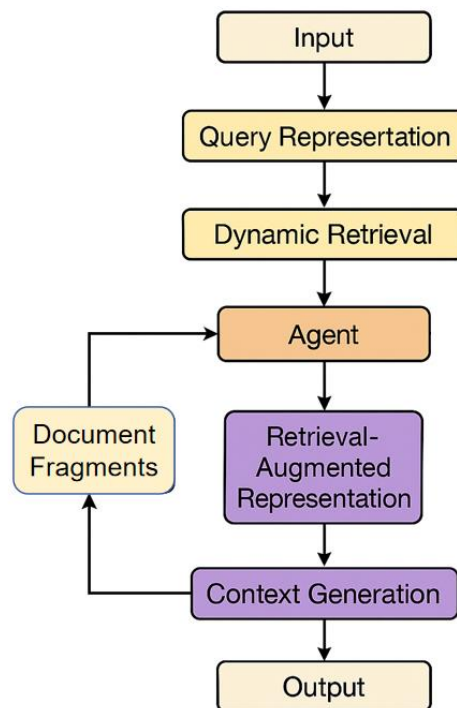 Input
Query Represertation
Dynamic Retrieval
Agent
Document
Fragments
Retrieval-
Augmented
Representation
Context Generation
Output